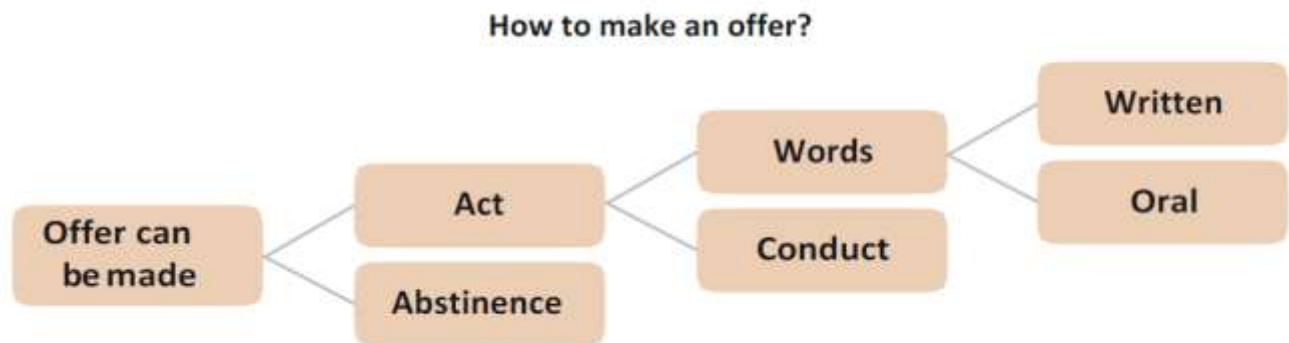 How to make an offer?
Offer can
be made
Act
Abstinence
Words
Conduct
Written
Oral